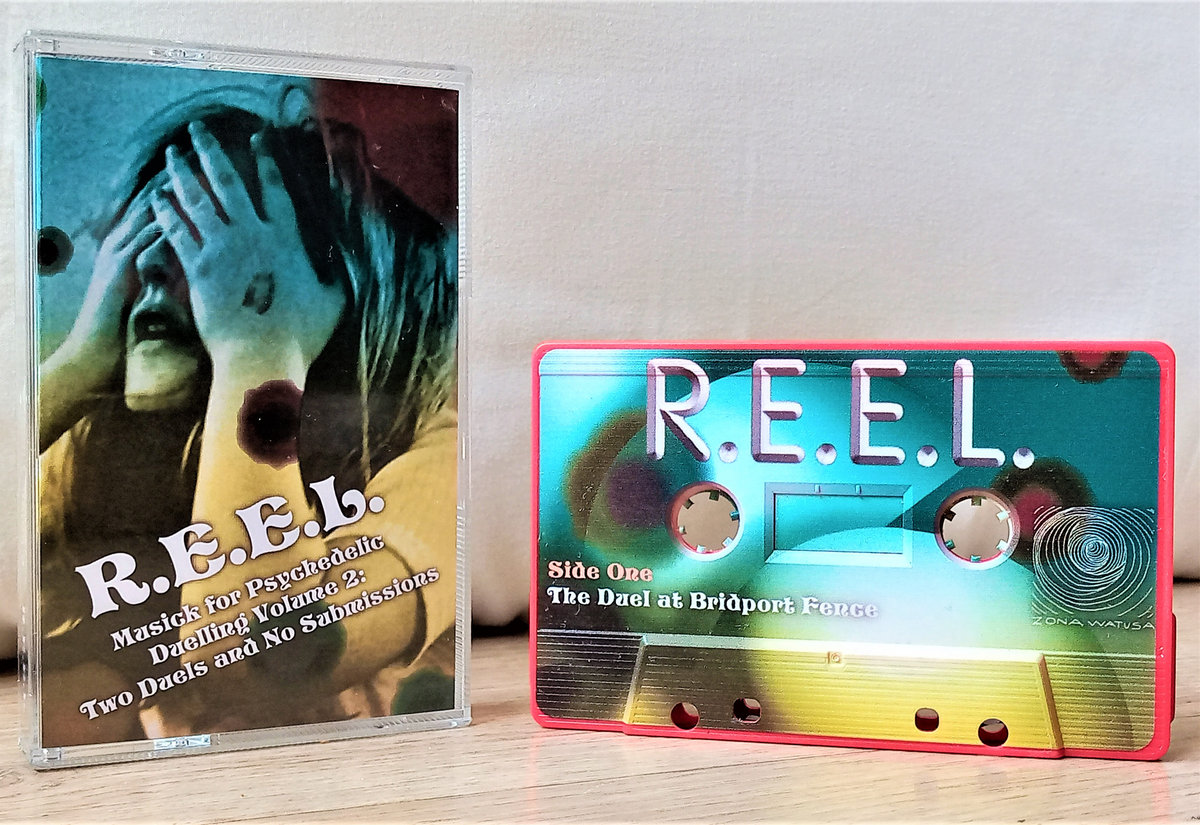 R.E.E.L.
Musick for Psychedelic
Duelling Volume 2:
Two Duels and No Submissions
R.E.E.L.
Side One
The Duel at Bridport Fence
ZONA WATUSA